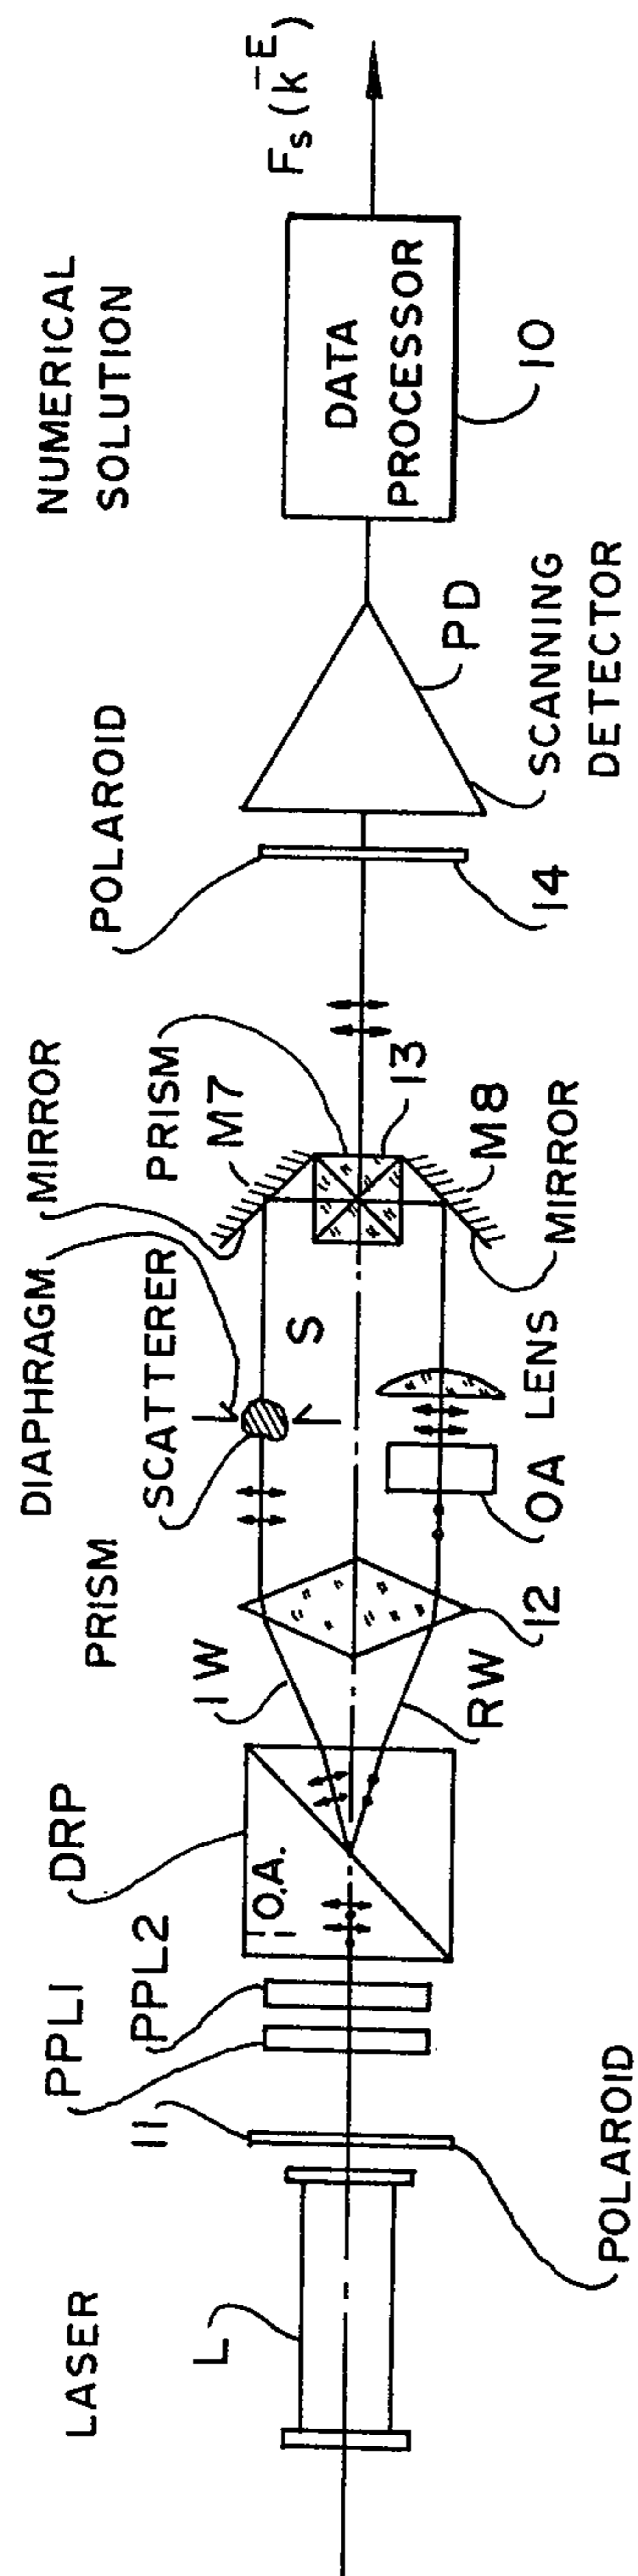 LASER
L
11
POLAROID
PPL1
PPL2
DRP
O.A.
IW
RW
PRISM
12
DIAPHRAGM
SCATTERER
S
OA
LENS
MIRROR
M7
PRISM
13
M8
MIRROR
POLAROID
14
PD
SCANNING
DETECTOR
NUMERICAL
SOLUTION
DATA
PROCESSOR
10
Fs (k̄ᴱ)